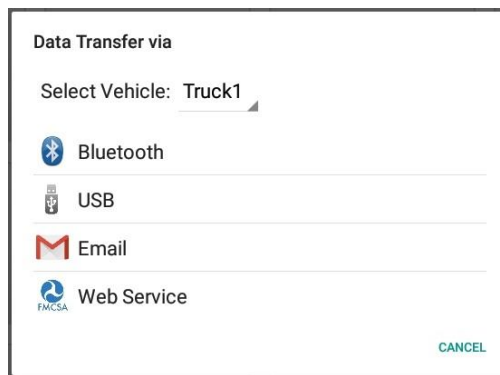 Data Transfer via
Select Vehicle: Truck1
Bluetooth
USB
Email
FMCSA Web Service
CANCEL